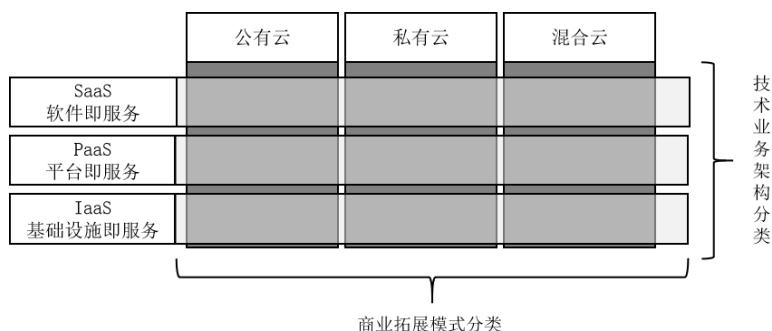 公有云
私有云
混合云
SaaS
软件即服务
PaaS
平台即服务
IaaS
基础设施即服务
技术业务架构分类
商业拓展模式分类